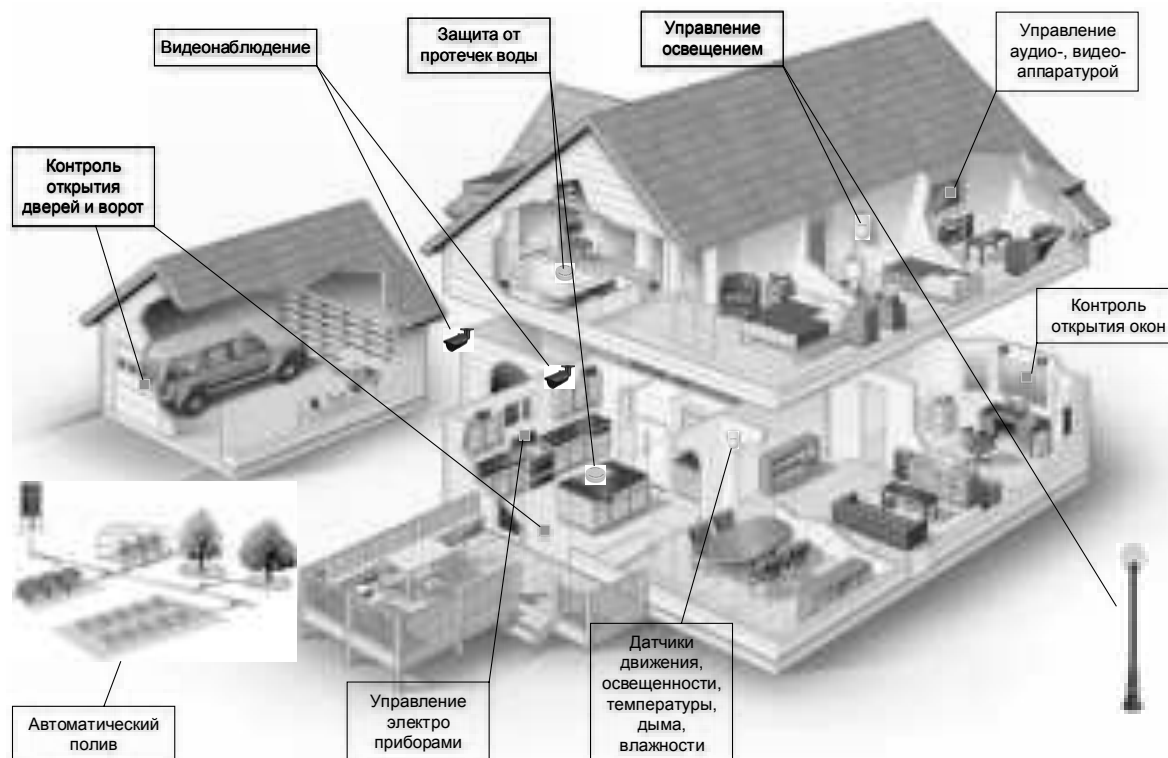 Видеонаблюдение
Защита от
протечек воды
Управление
освещением
Управление
аудио-, видео-
аппаратурой
Контроль
открытия
дверей и ворот
Контроль
открытия окон
Автоматический
полив
Управление
электро
приборами
Датчики
движения,
освещенности,
температуры,
дыма,
влажности